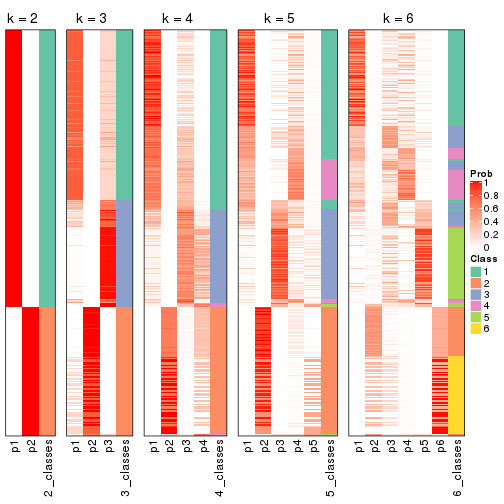 k = 2
k = 3
k = 4
k = 5
k = 6
Prob
1
0.8
0.6
0.4
0.2
0
Class
1
2
3
4
5
6
p1
p2
2_classes
p1
p2
p3
3_classes
p1
p2
p3
p4
4_classes
p1
p2
p3
p4
p5
5_classes
p1
p2
p3
p4
p5
p6
6_classes